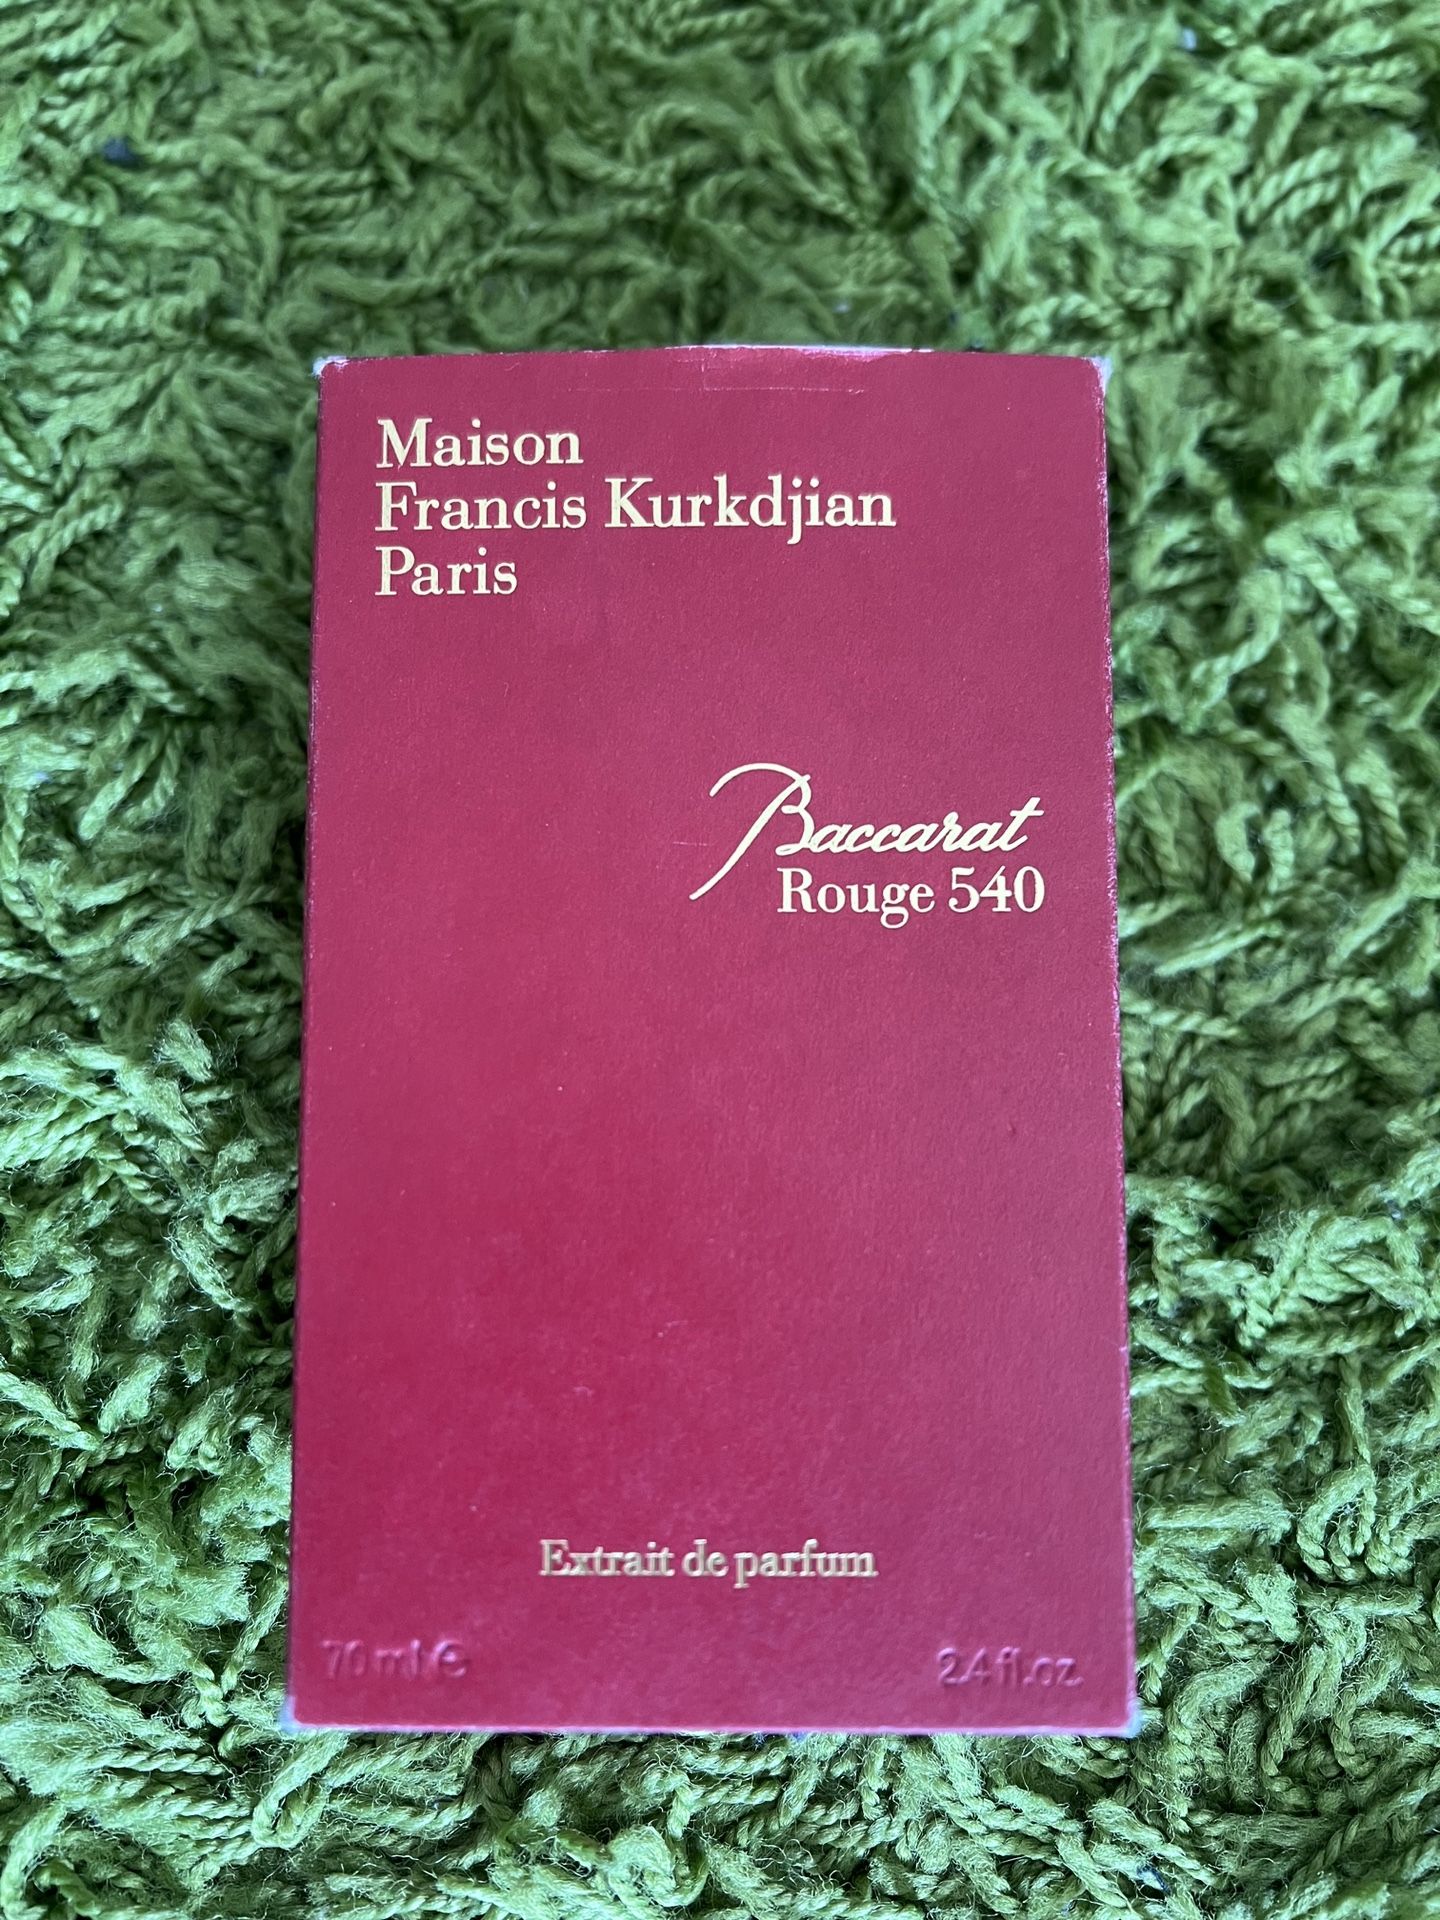 Maison
Francis Kurkdjian
Paris
Baccarat
Rouge 540
Extrait de parfum
70 ml ℮
2.4 fl.oz